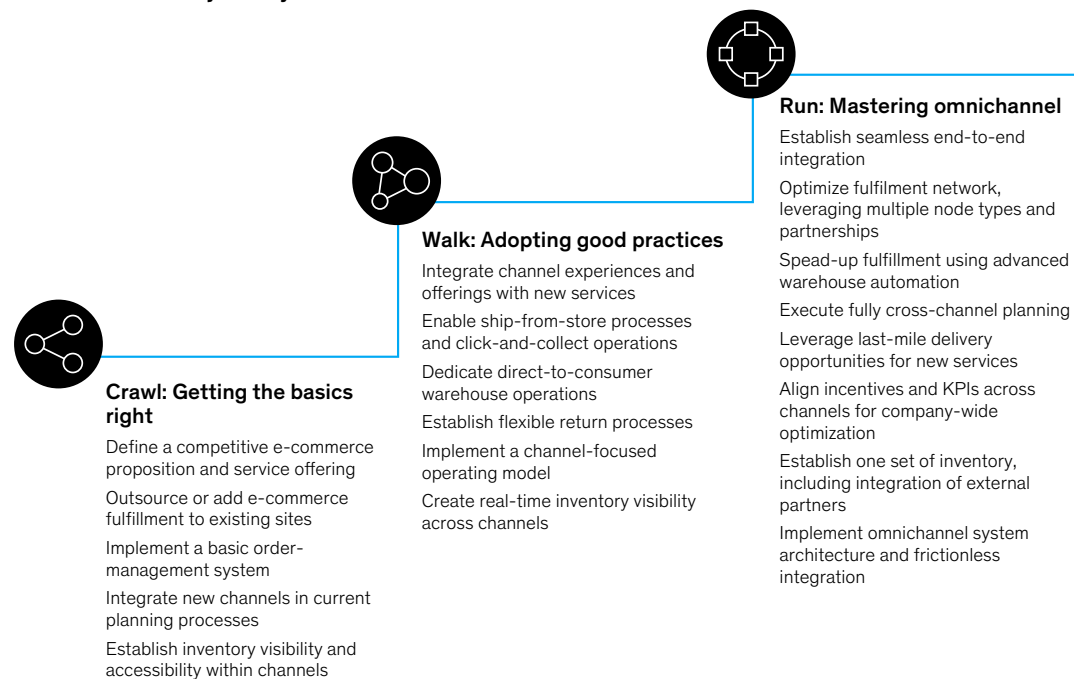 Crawl: Getting the basics
right
Define a competitive e-commerce
proposition and service offering
Outsource or add e-commerce
fulfillment to existing sites
Implement a basic order-
management system
Integrate new channels in current
planning processes
Establish inventory visibility and
accessibility within channels
Walk: Adopting good practices
Integrate channel experiences and
offerings with new services
Enable ship-from-store processes
and click-and-collect operations
Dedicate direct-to-consumer
warehouse operations
Establish flexible return processes
Implement a channel-focused
operating model
Create real-time inventory visibility
across channels
Run: Mastering omnichannel
Establish seamless end-to-end
integration
Optimize fulfilment network,
leveraging multiple node types and
partnerships
Spead-up fulfillment using advanced
warehouse automation
Execute fully cross-channel planning
Leverage last-mile delivery
opportunities for new services
Align incentives and KPIs across
channels for company-wide
optimization
Establish one set of inventory,
including integration of external
partners
Implement omnichannel system
architecture and frictionless
integration